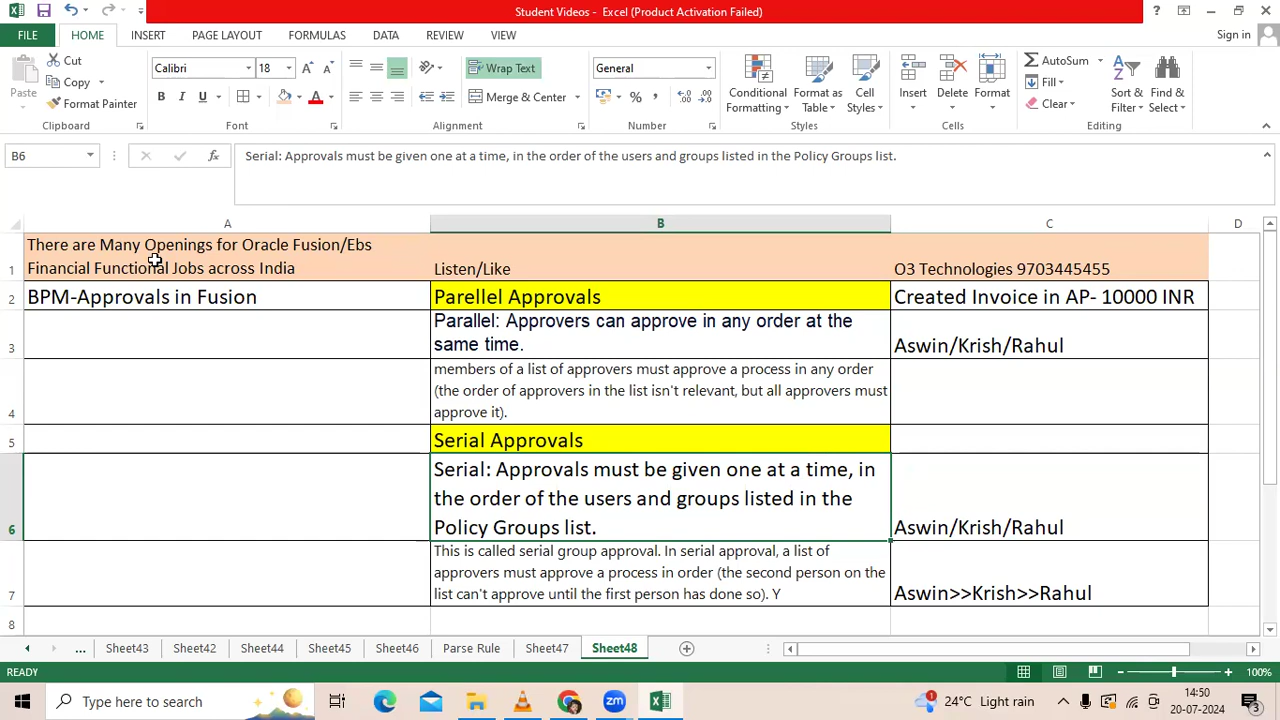 Student Videos - Excel (Product Activation Failed)
Sign in
FILE HOME INSERT PAGE LAYOUT FORMULAS DATA REVIEW VIEW
Paste
Cut
Copy
Format Painter
Clipboard
Calibri 18
B I U
Font
Wrap Text
Merge & Center
Alignment
General
Number
Conditional Formatting
Format as Table
Cell Styles
Styles
Insert Delete Format
Cells
AutoSum
Fill
Clear
Sort & Filter
Find & Select
Editing
B6
Serial: Approvals must be given one at a time, in the order of the users and groups listed in the Policy Groups list.
A B C D
1
There are Many Openings for Oracle Fusion/Ebs
Financial Functional Jobs across India
Listen/Like
O3 Technologies 9703445455
2
BPM-Approvals in Fusion
Parellel Approvals
Created Invoice in AP- 10000 INR
3
Parallel: Approvers can approve in any order at the
same time.
Aswin/Krish/Rahul
4
members of a list of approvers must approve a process in any order
(the order of approvers in the list isn't relevant, but all approvers must
approve it).
5
Serial Approvals
6
Serial: Approvals must be given one at a time, in
the order of the users and groups listed in the
Policy Groups list.
Aswin/Krish/Rahul
7
This is called serial group approval. In serial approval, a list of
approvers must approve a process in order (the second person on the
list can't approve until the first person has done so). Y
Aswin>>Krish>>Rahul
8
... Sheet43 Sheet42 Sheet44 Sheet45 Sheet46 Parse Rule Sheet47 Sheet48
READY
100%
Type here to search
24°C Light rain
14:50
20-07-2024